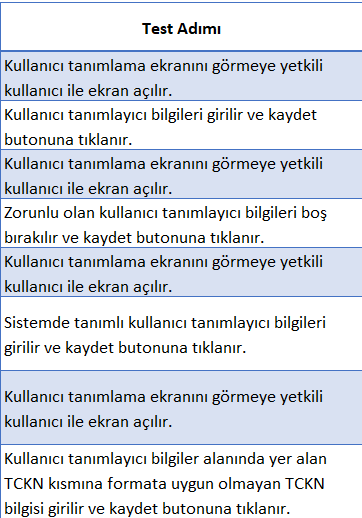 Test Adımı
Kullanıcı tanımlama ekranını görmeye yetkili
kullanıcı ile ekran açılır.
Kullanıcı tanımlayıcı bilgileri girilir ve kaydet
butonuna tıklanır.
Kullanıcı tanımlama ekranını görmeye yetkili
kullanıcı ile ekran açılır.
Zorunlu olan kullanıcı tanımlayıcı bilgileri boş
bırakılır ve kaydet butonuna tıklanır.
Kullanıcı tanımlama ekranını görmeye yetkili
kullanıcı ile ekran açılır.
Sistemde tanımlı kullanıcı tanımlayıcı bilgileri
girilir ve kaydet butonuna tıklanır.
Kullanıcı tanımlama ekranını görmeye yetkili
kullanıcı ile ekran açılır.
Kullanıcı tanımlayıcı bilgiler alanında yer alan
TCKN kısmına formata uygun olmayan TCKN
bilgisi girilir ve kaydet butonuna tıklanır.